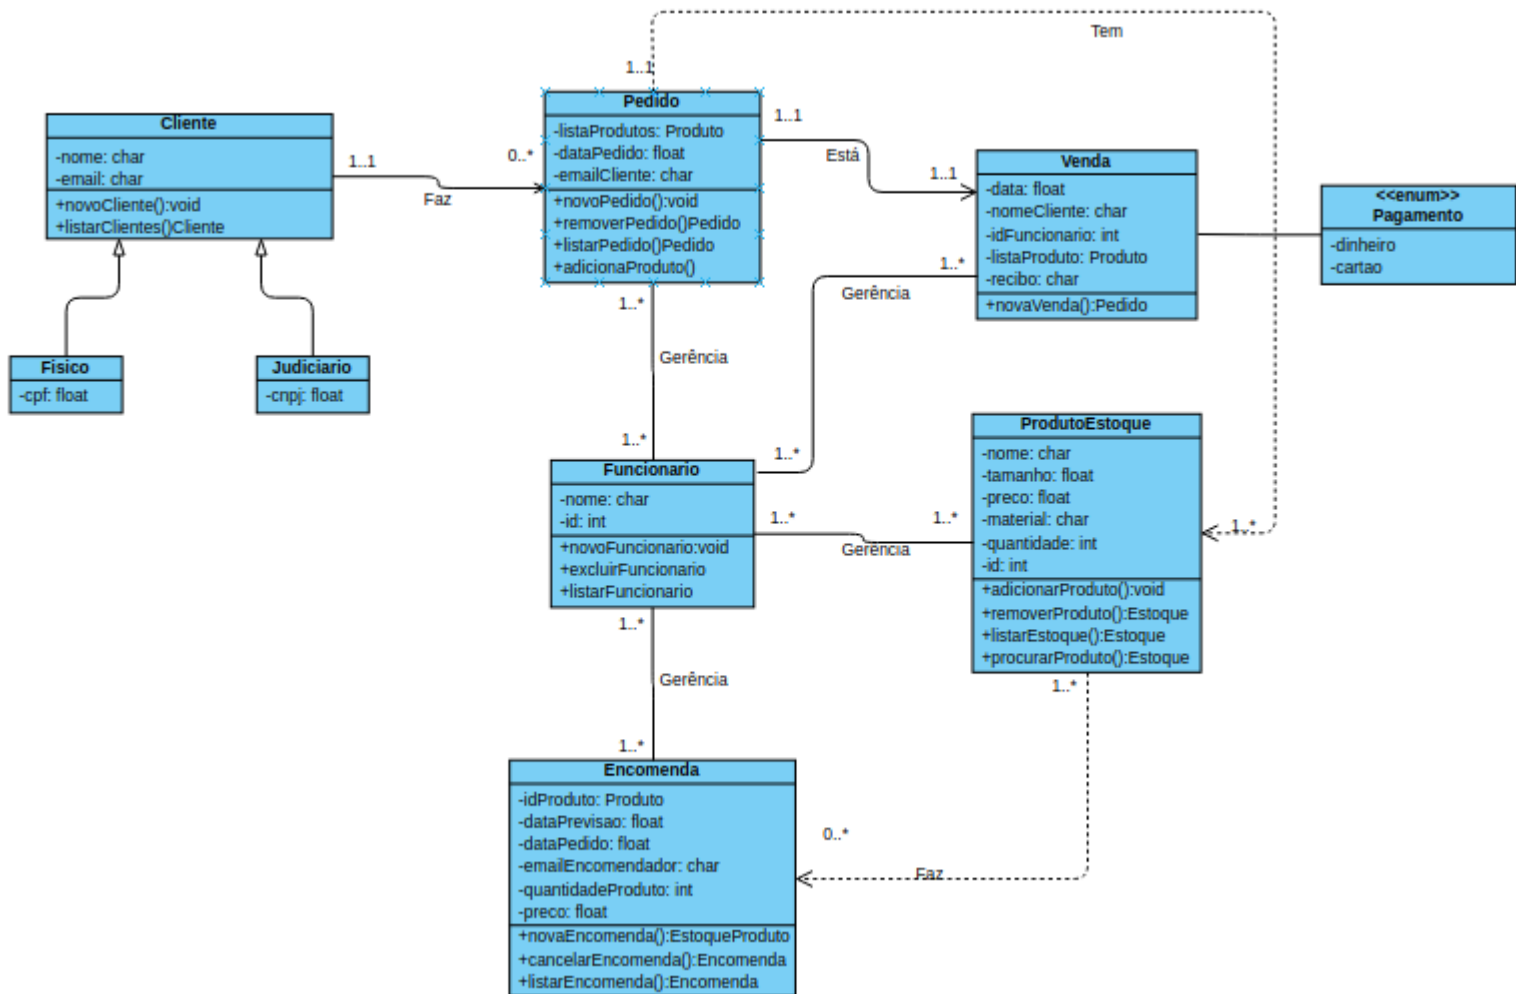 Tem
1..1
Cliente
-nome: char
-email: char
+novoCliente():void
+listarClientes()Cliente
1..1
0..*
Faz
Pedido
-listaProdutos: Produto
-dataPedido: float
-emailCliente: char
+novoPedido():void
+removerPedido()Pedido
+listarPedido()Pedido
+adicionaProduto()
1..1
Está
1..1
Venda
-data: float
-nomeCliente: char
-idFuncionario: int
-listaProduto: Produto
-recibo: char
+novaVenda():Pedido
<<enum>>
Pagamento
-dinheiro
-cartao
1..*
Gerência
1..*
Gerência
Fisico
-cpf: float
Judiciario
-cnpj: float
1..*
1..*
Funcionario
-nome: char
-id: int
+novoFuncionario:void
+excluirFuncionario
+listarFuncionario
1..*
1..*
Gerência
ProdutoEstoque
-nome: char
-tamanho: float
-preco: float
-material: char
-quantidade: int
-id: int
+adicionarProduto():void
+removerProduto():Estoque
+listarEstoque():Estoque
+procurarProduto():Estoque
1..*
1..*
Gerência
1..*
1..*
Encomenda
-idProduto: Produto
-dataPrevisao: float
-dataPedido: float
-emailEncomendador: char
-quantidadeProduto: int
-preco: float
+novaEncomenda():EstoqueProduto
+cancelarEncomenda():Encomenda
+listarEncomenda():Encomenda
0..*
Faz